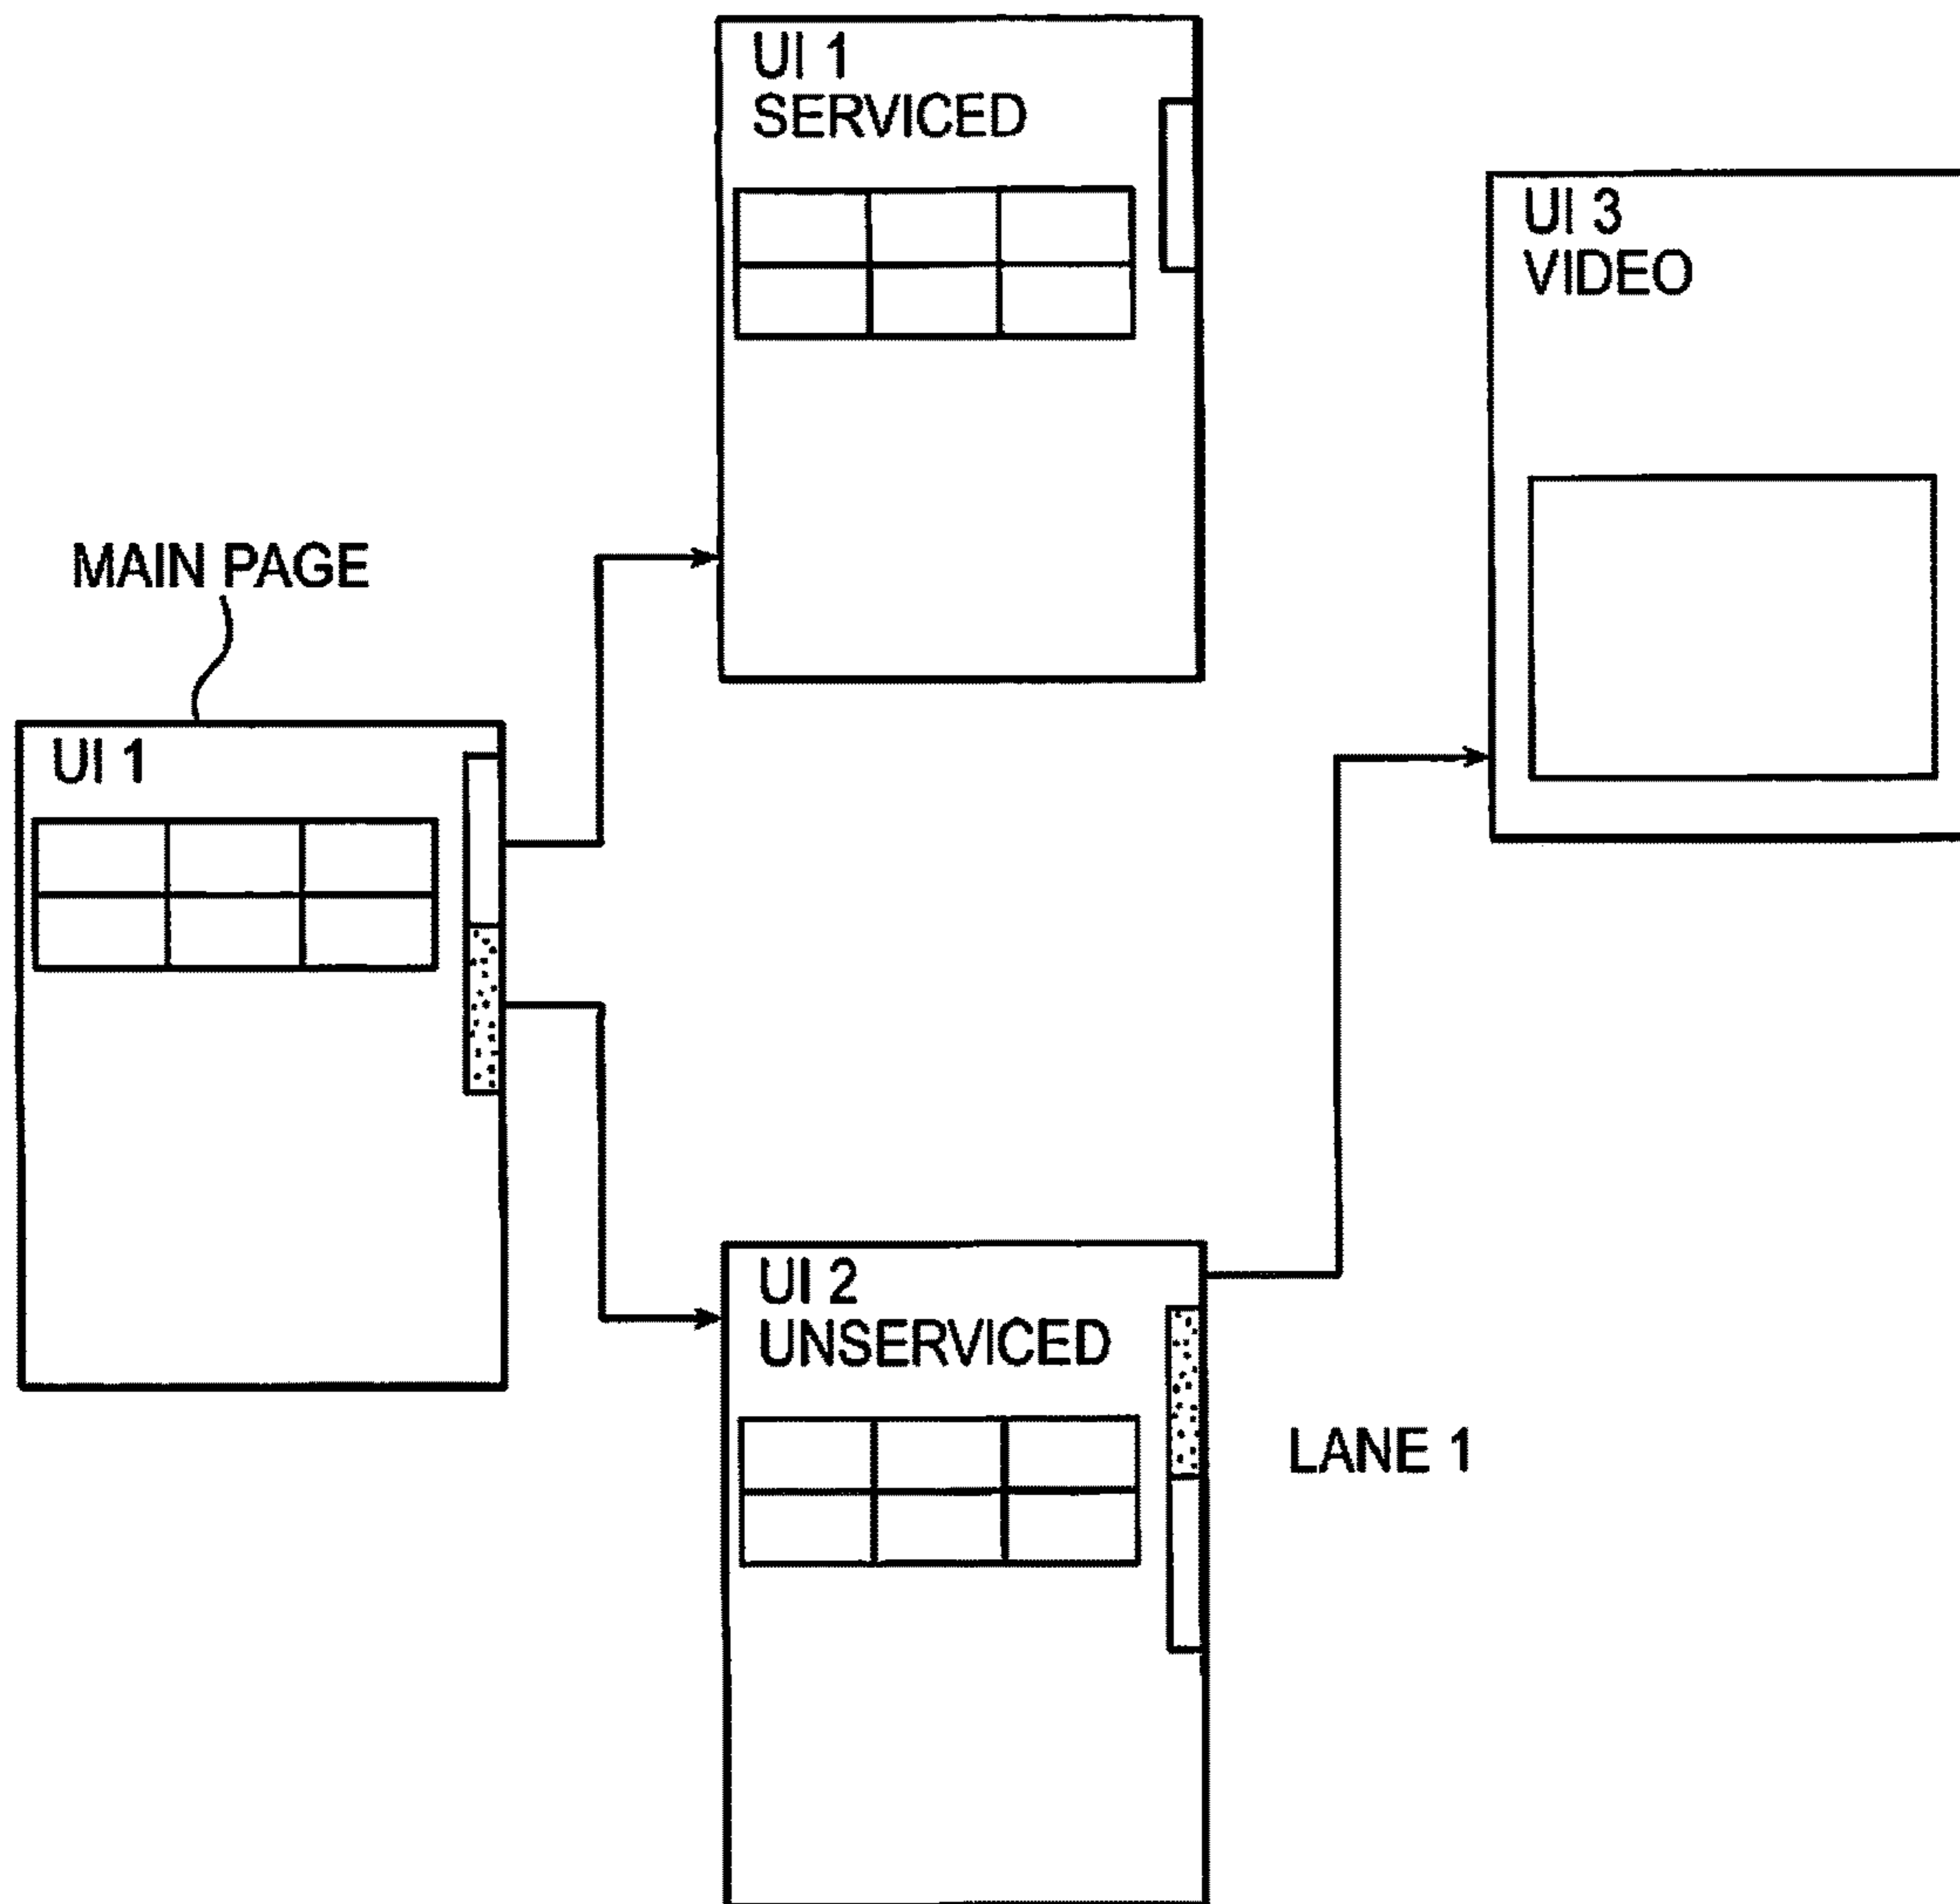 UI 1
SERVICED
UI 3
VIDEO
MAIN PAGE
UI 1
UI 2
UNSERVICED
LANE 1